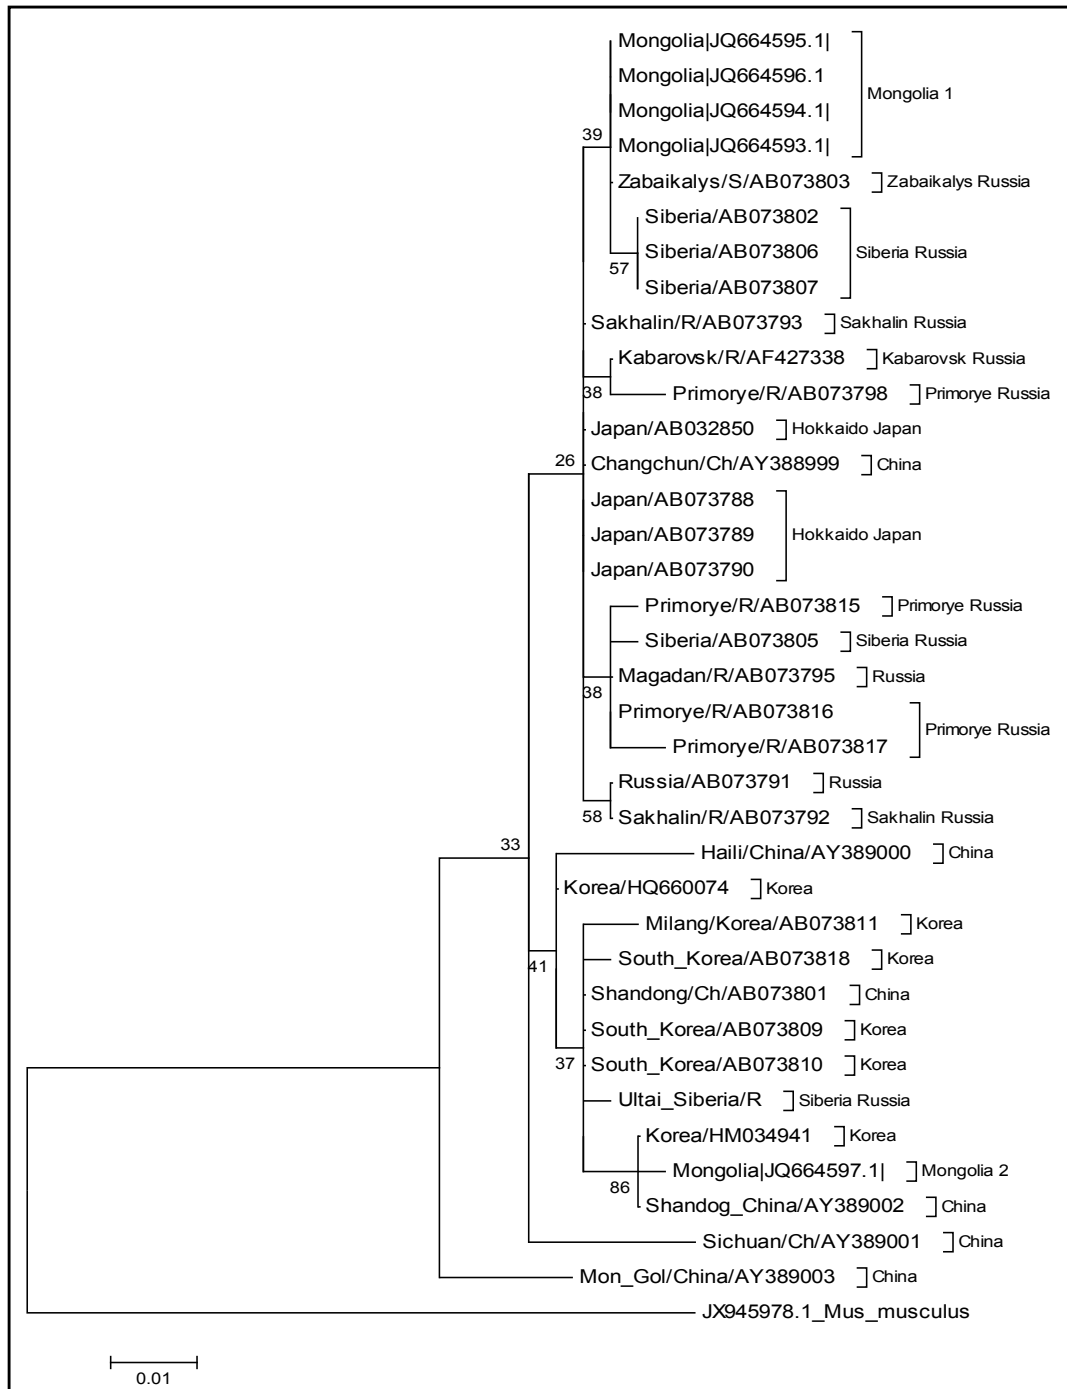 Mongolia|JQ664595.1|
Mongolia|JQ664596.1
Mongolia|JQ664594.1|
Mongolia|JQ664593.1|
Mongolia 1
39
Zabaikalys/S/AB073803
Zabaikalys Russia
Siberia/AB073802
Siberia/AB073806
Siberia/AB073807
Siberia Russia
57
Sakhalin/R/AB073793
Sakhalin Russia
Kabarovsk/R/AF427338
Kabarovsk Russia
38
Primorye/R/AB073798
Primorye Russia
Japan/AB032850
Hokkaido Japan
26
Changchun/Ch/AY388999
China
Japan/AB073788
Japan/AB073789
Japan/AB073790
Hokkaido Japan
Primorye/R/AB073815
Primorye Russia
Siberia/AB073805
Siberia Russia
Magadan/R/AB073795
Russia
38
Primorye/R/AB073816
Primorye/R/AB073817
Primorye Russia
Russia/AB073791
Russia
58
Sakhalin/R/AB073792
Sakhalin Russia
33
Haili/China/AY389000
China
Korea/HQ660074
Korea
Milang/Korea/AB073811
Korea
41
South_Korea/AB073818
Korea
Shandong/Ch/AB073801
China
South_Korea/AB073809
Korea
37
South_Korea/AB073810
Korea
Ultai_Siberia/R
Siberia Russia
Korea/HM034941
Korea
Mongolia|JQ664597.1|
Mongolia 2
86
Shandog_China/AY389002
China
Sichuan/Ch/AY389001
China
Mon_Gol/China/AY389003
China
JX945978.1_Mus_musculus
0.01